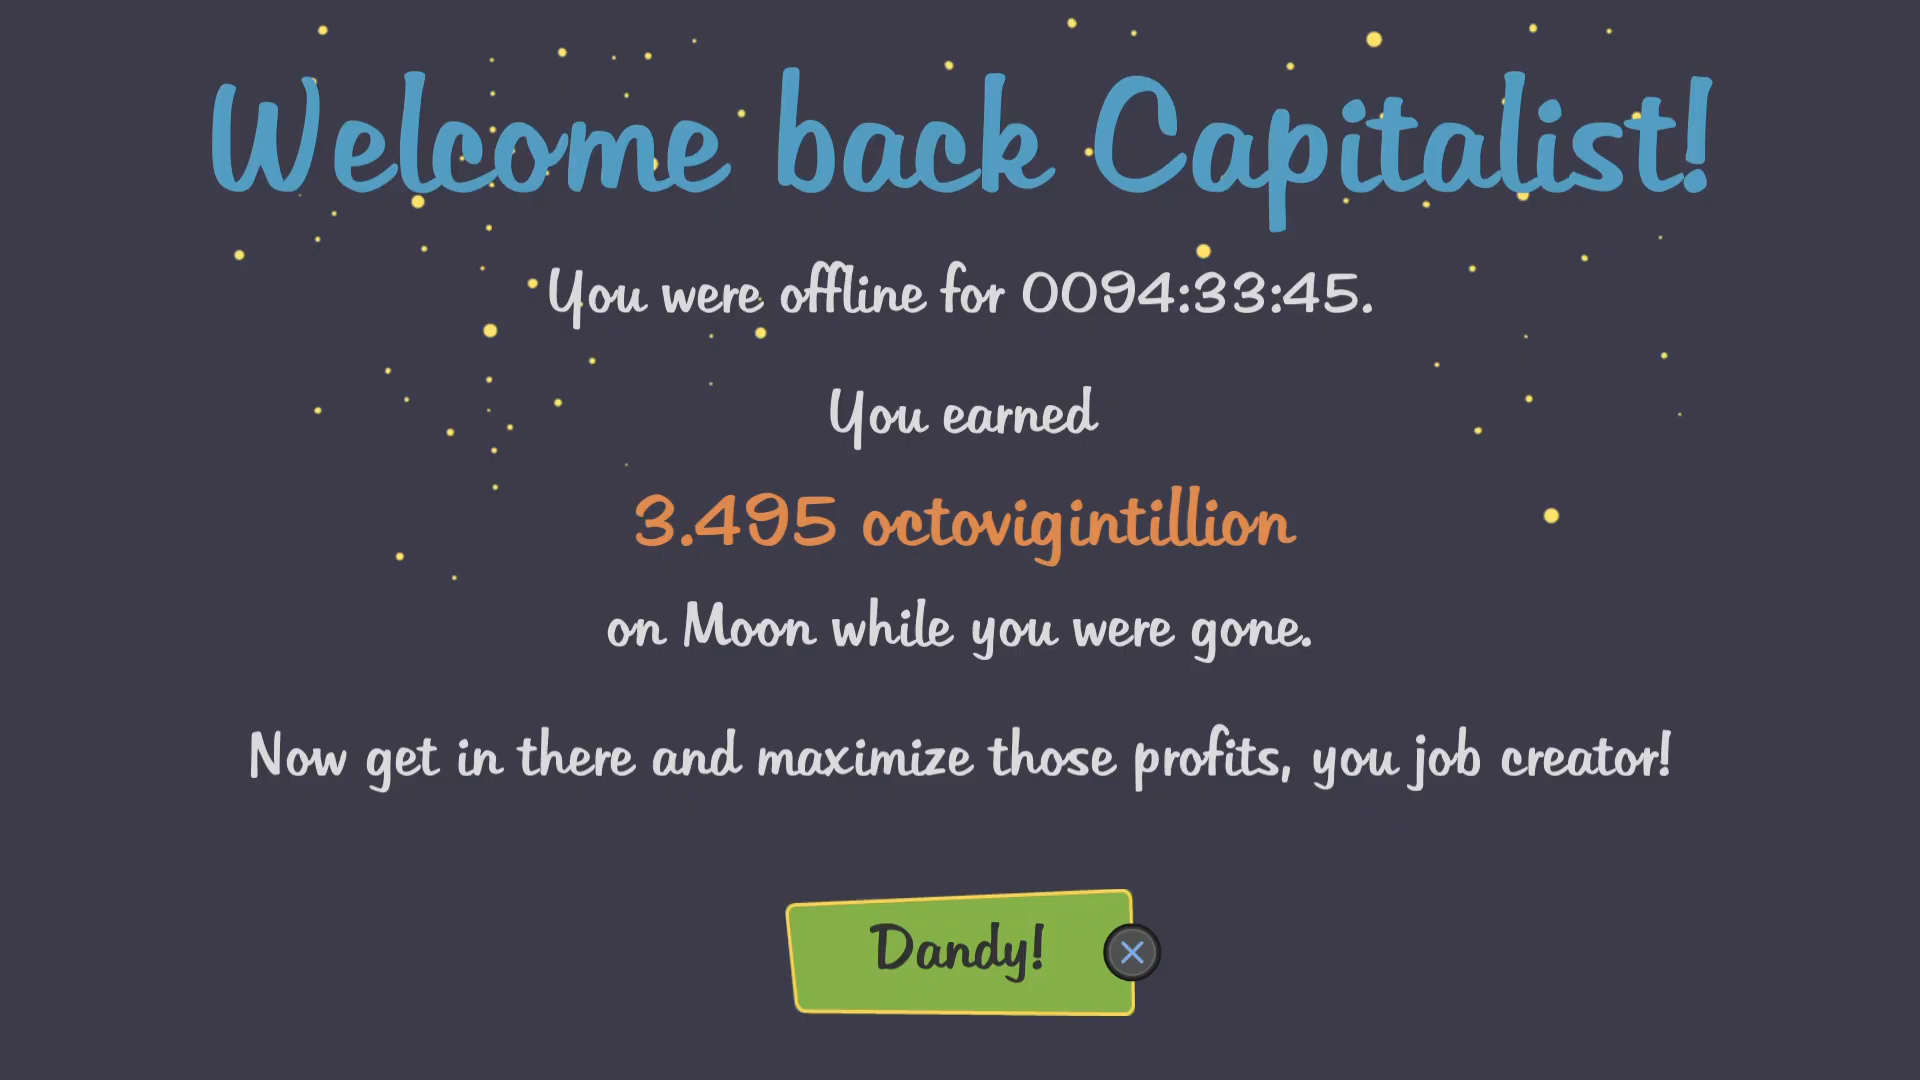 Welcome back Capitalist!
You were offline for 0094:33:45.
You earned
3.495 octovigintillion
on Moon while you were gone.
Now get in there and maximize those profits, you job creator!
Dandy!